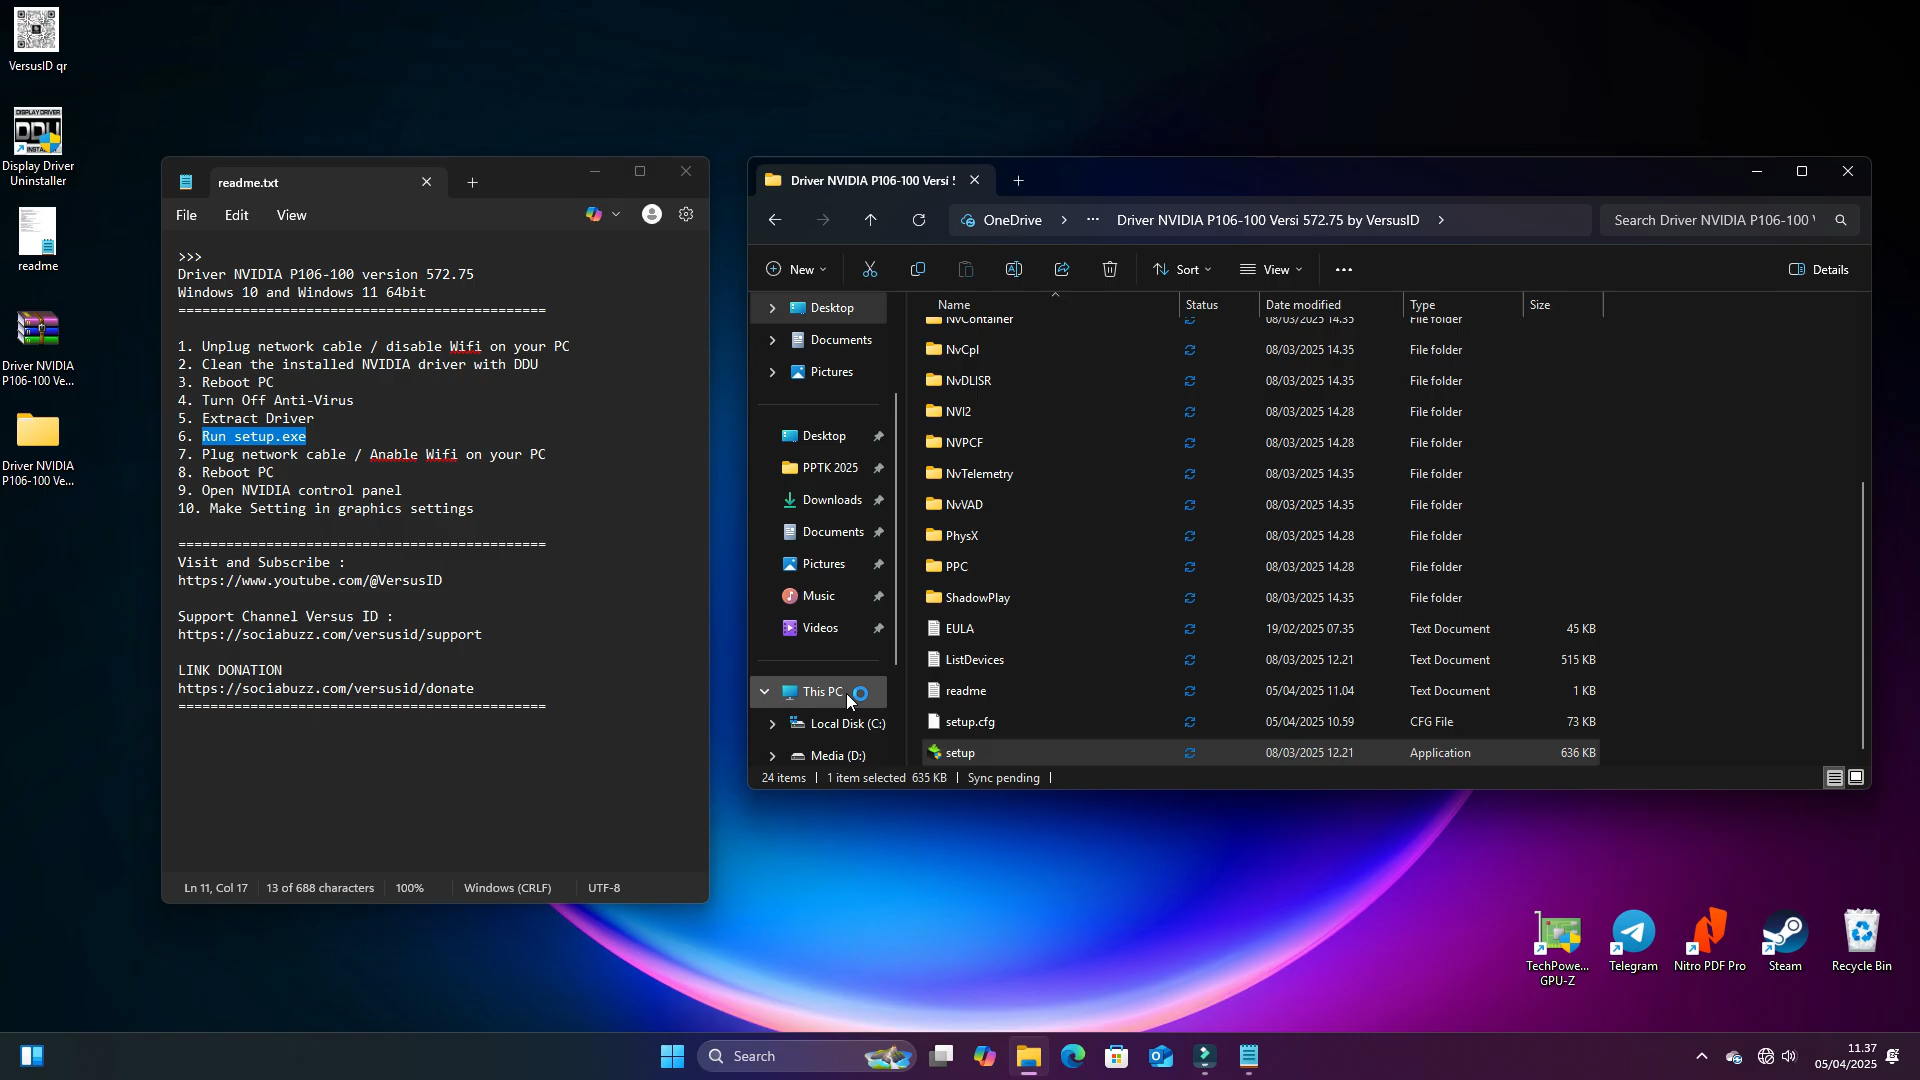 VersusID qr
DISPLAY DRIVER
DDU
Display Driver
Uninstaller
readme
Driver NVIDIA
P106-100 Ve...
Driver NVIDIA
P106-100 Ve...
readme.txt
File Edit View
>>>
Driver NVIDIA P106-100 version 572.75
Windows 10 and Windows 11 64bit
==============================================
1. Unplug network cable / disable Wifi on your PC
2. Clean the installed NVIDIA driver with DDU
3. Reboot PC
4. Turn Off Anti-Virus
5. Extract Driver
6. Run setup.exe
7. Plug network cable / Anable Wifi on your PC
8. Reboot PC
9. Open NVIDIA control panel
10. Make Setting in graphics settings
==============================================
Visit and Subscribe :
https://www.youtube.com/@VersusID
Support Channel Versus ID :
https://sociabuzz.com/versusid/support
LINK DONATION
https://sociabuzz.com/versusid/donate
==============================================
Ln 11, Col 17 13 of 688 characters 100% Windows (CRLF) UTF-8
Driver NVIDIA P106-100 Versi 
OneDrive > ... Driver NVIDIA P106-100 Versi 572.75 by VersusID >
Search Driver NVIDIA P106-100
New Sort View ... Details
Desktop
Documents
Pictures
Desktop
PPTK 2025
Downloads
Documents
Pictures
Music
Videos
This PC
Local Disk (C:)
Media (D:)
Name Status Date modified Type Size
NvContainer 08/03/2025 14.35 File folder
NvCpl 08/03/2025 14.35 File folder
NvDLISR 08/03/2025 14.35 File folder
NVI2 08/03/2025 14.28 File folder
NVPCF 08/03/2025 14.28 File folder
NvTelemetry 08/03/2025 14.35 File folder
NvVAD 08/03/2025 14.35 File folder
PhysX 08/03/2025 14.28 File folder
PPC 08/03/2025 14.28 File folder
ShadowPlay 08/03/2025 14.35 File folder
EULA 19/02/2025 07.35 Text Document 45 KB
ListDevices 08/03/2025 12.21 Text Document 515 KB
readme 05/04/2025 11.04 Text Document 1 KB
setup.cfg 05/04/2025 10.59 CFG File 73 KB
setup 08/03/2025 12.21 Application 636 KB
24 items 1 item selected 635 KB Sync pending
TechPowe...
GPU-Z
Telegram
Nitro PDF Pro
Steam
Recycle Bin
Search
11.37
05/04/2025